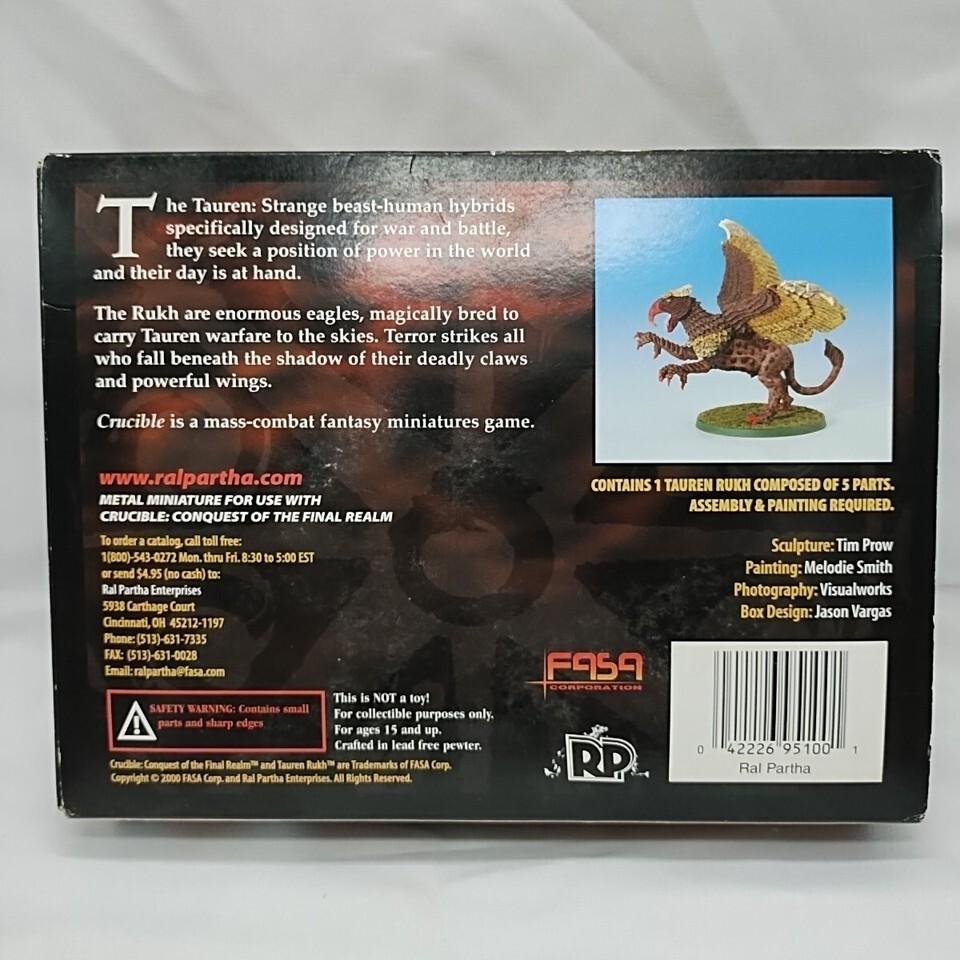 The Tauren: Strange beast-human hybrids
specifically designed for war and battle,
they seek a position of power in the world
and their day is at hand.
The Rukh are enormous eagles, magically bred to
carry Tauren warfare to the skies. Terror strikes all
who fall beneath the shadow of their deadly claws
and powerful wings.
Crucible is a mass-combat fantasy miniatures game.
www.ralpartha.com
METAL MINIATURE FOR USE WITH
CRUCIBLE: CONQUEST OF THE FINAL REALM
To order a catalog, call toll free:
1(800)-543-0272 Mon. thru Fri. 8:30 to 5:00 EST
or send $4.95 (no cash) to:
Ral Partha Enterprises
5938 Carthage Court
Cincinnati, OH 45212-1197
Phone: (513)-631-7335
FAX: (513)-631-0028
Email: ralpartha@fasa.com
SAFETY WARNING: Contains small
parts and sharp edges
This is NOT a toy!
For collectible purposes only.
For ages 15 and up.
Crafted in lead free pewter.
Crucible: Conquest of the Final Realm™ and Tauren Rukh™ are Trademarks of FASA Corp.
Copyright © 2000 FASA Corp. and Ral Partha Enterprises. All Rights Reserved.
CONTAINS 1 TAUREN RUKH COMPOSED OF 5 PARTS.
ASSEMBLY & PAINTING REQUIRED.
Sculpture: Tim Prow
Painting: Melodie Smith
Photography: Visualworks
Box Design: Jason Vargas
FASA
CORPORATION
RP
0 42226 95100 1
Ral Partha